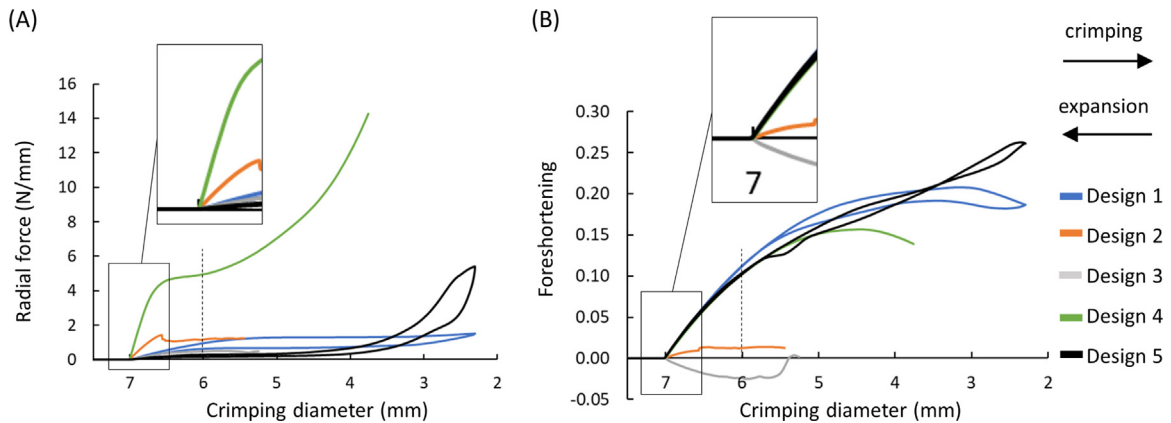 (A)
(B)
Radial force (N/mm)
16
14
12
10
8
6
4
2
0
7
6
5
4
3
2
Crimping diameter (mm)
Foreshortening
0.30
0.25
0.20
0.15
0.10
0.05
0.00
-0.05
7
7
6
5
4
3
2
Crimping diameter (mm)
crimping
expansion
Design 1
Design 2
Design 3
Design 4
Design 5